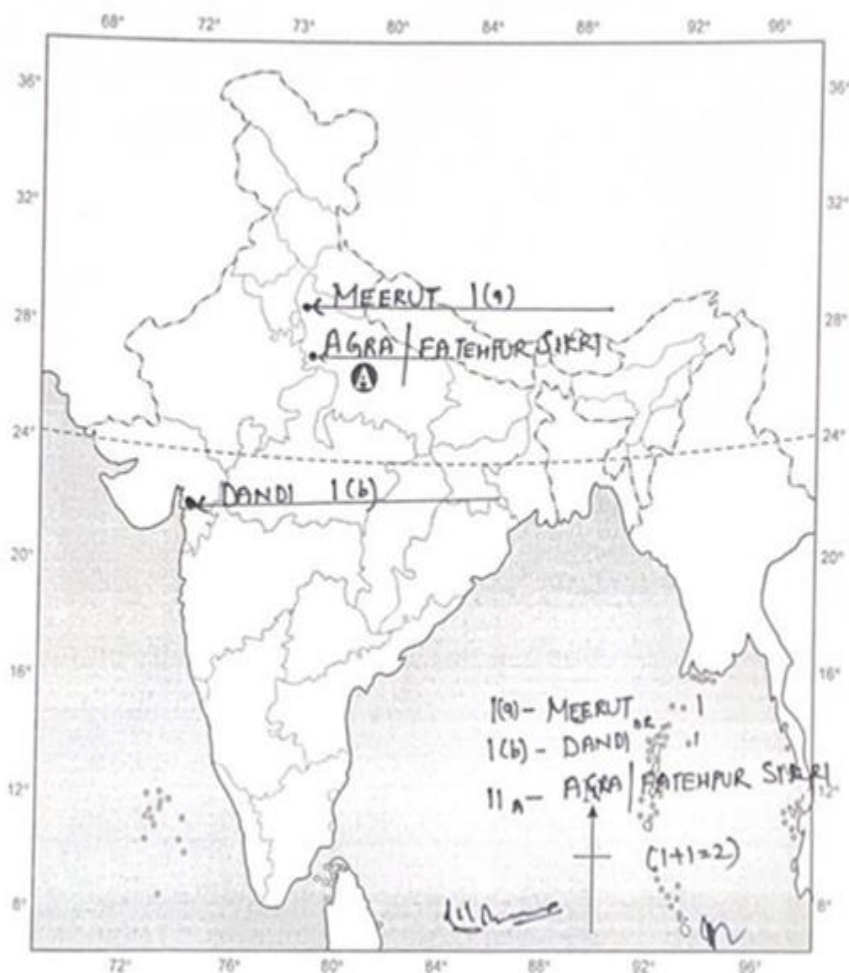 68° 72° 73° 80° 84° 88° 92° 96°
36° 36°
32° 32°
MEERUT I(a)
28° 28°
AGRA/FATEHPUR SIKRI
A
24° 24°
DANDI I(b)
20° 20°
16° 16°
I(a)- MEERUT OR 1
I(b)- DANDI 1
12° 12°
II A- AGRA/FATEHPUR SIKRI
(1+1=2)
8° 8°
72° 76° 80° 84° 88° 92° 96°